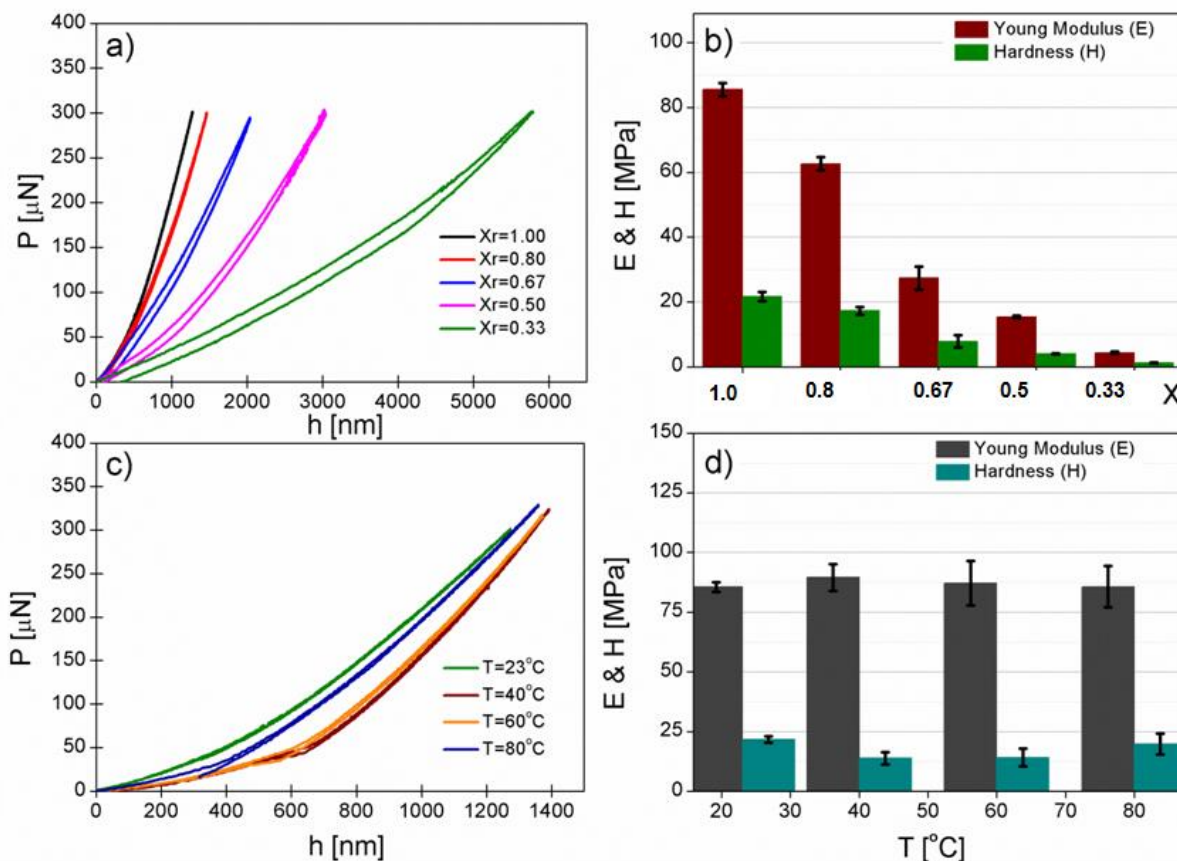 a)
P [μN]
400
350
300
250
200
150
100
50
0
Xr=1.00
Xr=0.80
Xr=0.67
Xr=0.50
Xr=0.33
0 1000 2000 3000 4000 5000 6000
h [nm]
b)
Young Modulus (E)
Hardness (H)
E & H [MPa]
100
80
60
40
20
0
1.0 0.8 0.67 0.5 0.33 X
c)
P [μN]
400
350
300
250
200
150
100
50
0
T=23°C
T=40°C
T=60°C
T=80°C
0 200 400 600 800 1000 1200 1400
h [nm]
d)
Young Modulus (E)
Hardness (H)
E & H [MPa]
150
125
100
75
50
25
0
20 30 40 50 60 70 80
T [°C]